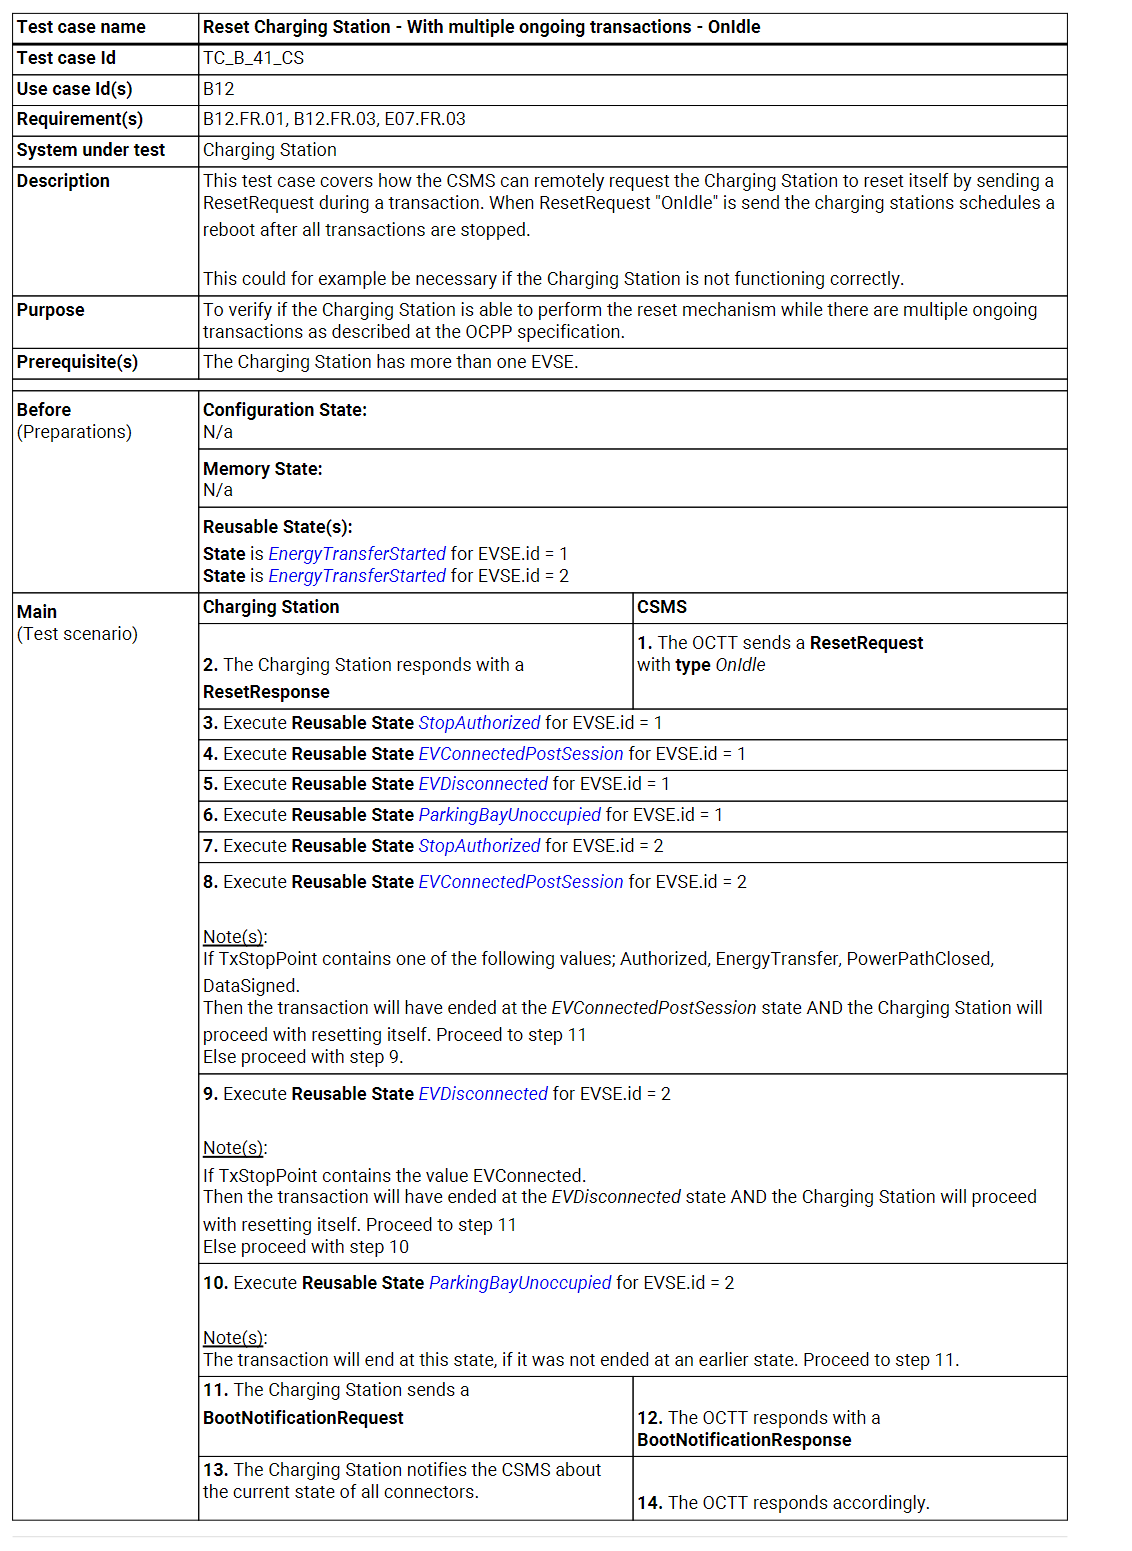 Test case name Reset Charging Station - With multiple ongoing transactions - OnIdle
Test case Id TC_B_41_CS
Use case Id(s) B12
Requirement(s) B12.FR.01, B12.FR.03, E07.FR.03
System under test Charging Station
Description This test case covers how the CSMS can remotely request the Charging Station to reset itself by sending a
ResetRequest during a transaction. When ResetRequest "OnIdle" is send the charging stations schedules a
reboot after all transactions are stopped.
This could for example be necessary if the Charging Station is not functioning correctly.
Purpose To verify if the Charging Station is able to perform the reset mechanism while there are multiple ongoing
transactions as described at the OCPP specification.
Prerequisite(s) The Charging Station has more than one EVSE.
Before
(Preparations)
Configuration State:
N/a
Memory State:
N/a
Reusable State(s):
State is EnergyTransferStarted for EVSE.id = 1
State is EnergyTransferStarted for EVSE.id = 2
Main
(Test scenario)
Charging Station CSMS
1. The OCTT sends a ResetRequest
with type OnIdle
2. The Charging Station responds with a
ResetResponse
3. Execute Reusable State StopAuthorized for EVSE.id = 1
4. Execute Reusable State EVConnectedPostSession for EVSE.id = 1
5. Execute Reusable State EVDisconnected for EVSE.id = 1
6. Execute Reusable State ParkingBayUnoccupied for EVSE.id = 1
7. Execute Reusable State StopAuthorized for EVSE.id = 2
8. Execute Reusable State EVConnectedPostSession for EVSE.id = 2
Note(s):
If TxStopPoint contains one of the following values; Authorized, EnergyTransfer, PowerPathClosed,
DataSigned.
Then the transaction will have ended at the EVConnectedPostSession state AND the Charging Station will
proceed with resetting itself. Proceed to step 11
Else proceed with step 9.
9. Execute Reusable State EVDisconnected for EVSE.id = 2
Note(s):
If TxStopPoint contains the value EVConnected.
Then the transaction will have ended at the EVDisconnected state AND the Charging Station will proceed
with resetting itself. Proceed to step 11
Else proceed with step 10
10. Execute Reusable State ParkingBayUnoccupied for EVSE.id = 2
Note(s):
The transaction will end at this state, if it was not ended at an earlier state. Proceed to step 11.
11. The Charging Station sends a
BootNotificationRequest
12. The OCTT responds with a
BootNotificationResponse
13. The Charging Station notifies the CSMS about
the current state of all connectors.
14. The OCTT responds accordingly.